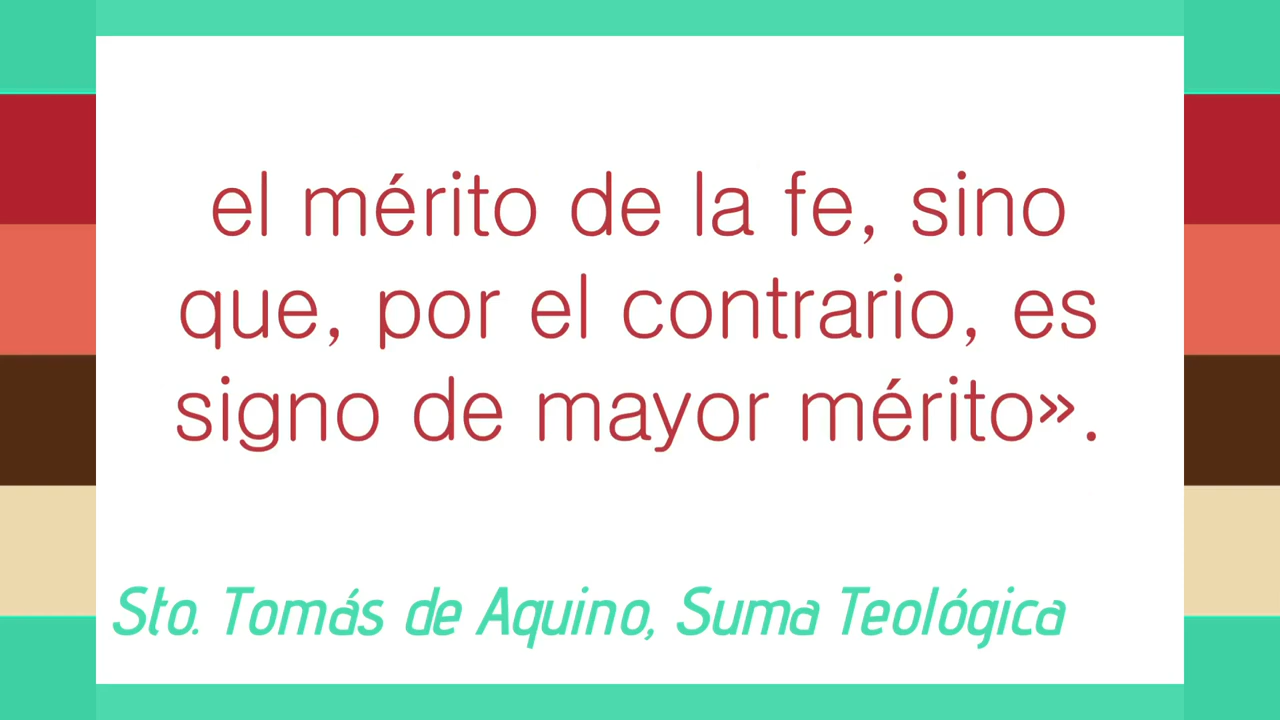 el mérito de la fe, sino
que, por el contrario, es
signo de mayor mérito».
Sto. Tomás de Aquino, Suma Teológica